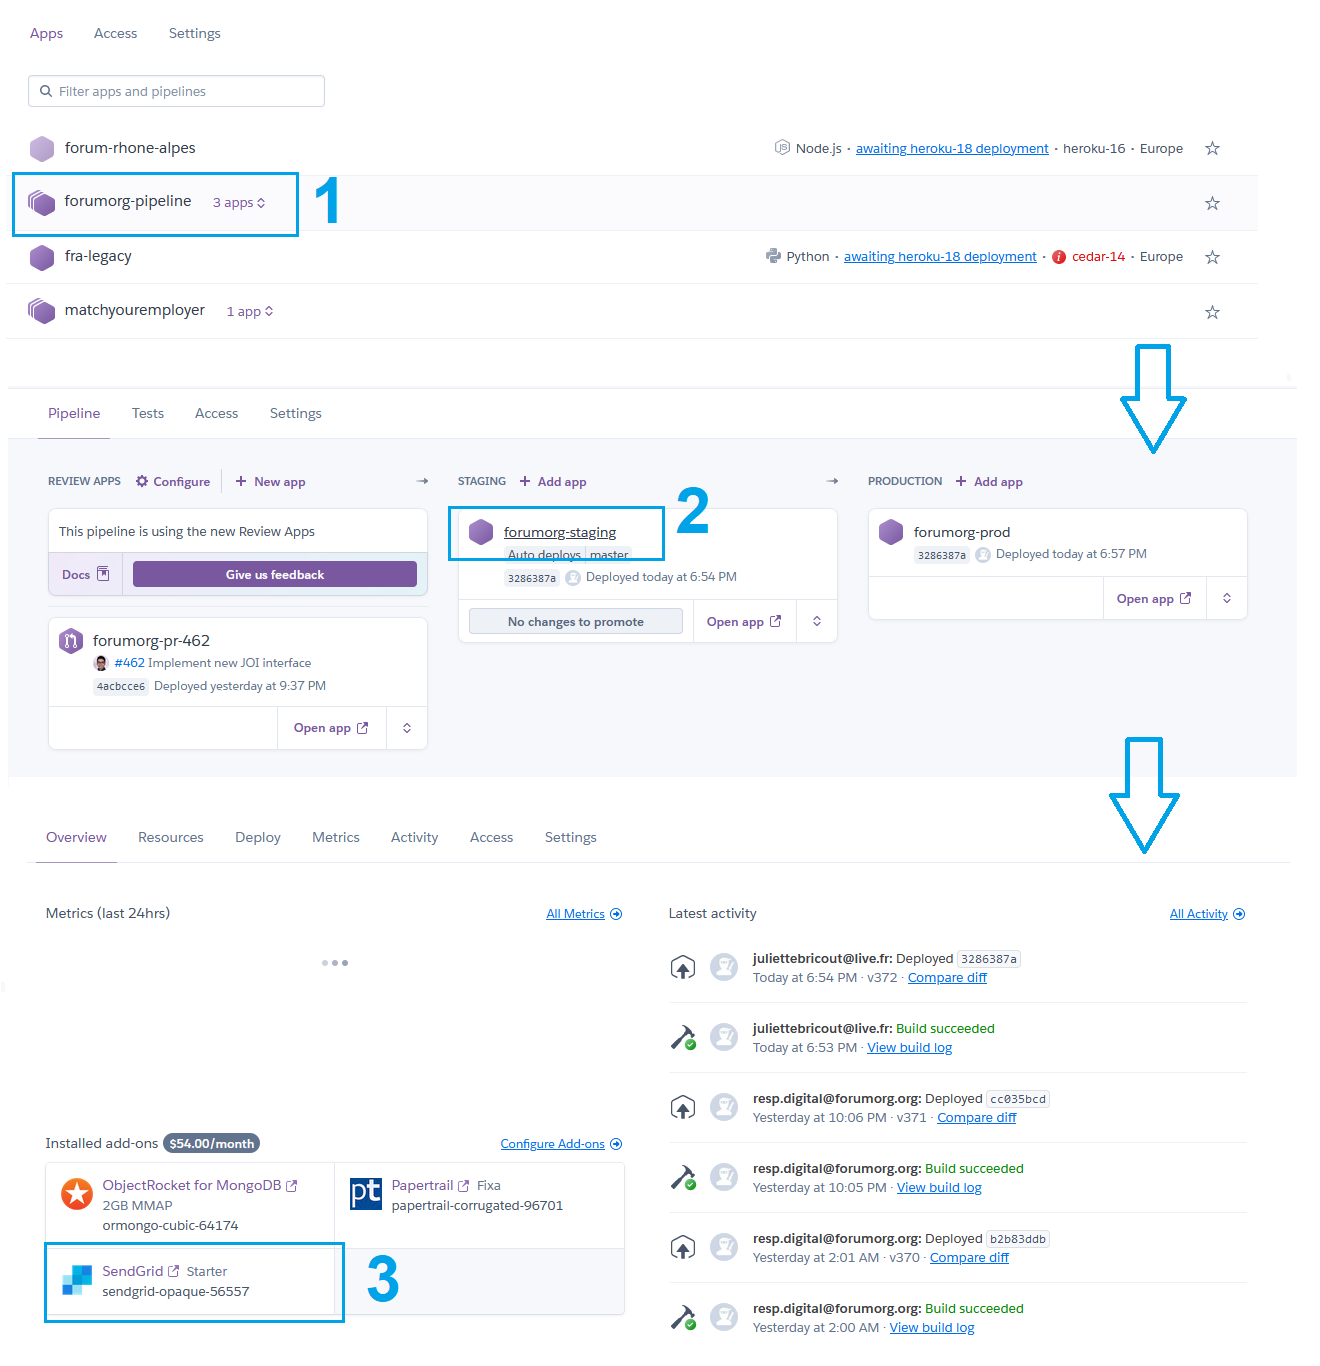 Apps Access Settings
Filter apps and pipelines
forum-rhone-alpes Node.js · awaiting heroku-18 deployment · heroku-16 · Europe
forumorg-pipeline 3 apps
1
fra-legacy Python · awaiting heroku-18 deployment · cedar-14 · Europe
matchyouremployer 1 app
Pipeline Tests Access Settings
REVIEW APPS Configure + New app
This pipeline is using the new Review Apps
Docs Give us feedback
forumorg-pr-462
#462 Implement new JOI interface
4acbcce6 Deployed yesterday at 9:37 PM
Open app
STAGING + Add app
2
forumorg-staging
Auto deploys master
3286387a Deployed today at 6:54 PM
No changes to promote Open app
PRODUCTION + Add app
forumorg-prod
3286387a Deployed today at 6:57 PM
Open app
Overview Resources Deploy Metrics Activity Access Settings
Metrics (last 24hrs) All Metrics
Installed add-ons $54.00/month Configure Add-ons
ObjectRocket for MongoDB
2GB MMAP
ormongo-cubic-64174
pt Papertrail Fixa
papertrail-corrugated-96701
SendGrid Starter
sendgrid-opaque-56557
3
Latest activity All Activity
juliettebricout@live.fr: Deployed 3286387a
Today at 6:54 PM · v372 · Compare diff
juliettebricout@live.fr: Build succeeded
Today at 6:53 PM · View build log
resp.digital@forumorg.org: Deployed cc035bcd
Yesterday at 10:06 PM · v371 · Compare diff
resp.digital@forumorg.org: Build succeeded
Yesterday at 10:05 PM · View build log
resp.digital@forumorg.org: Deployed b2b83ddb
Yesterday at 2:01 AM · v370 · Compare diff
resp.digital@forumorg.org: Build succeeded
Yesterday at 2:00 AM · View build log